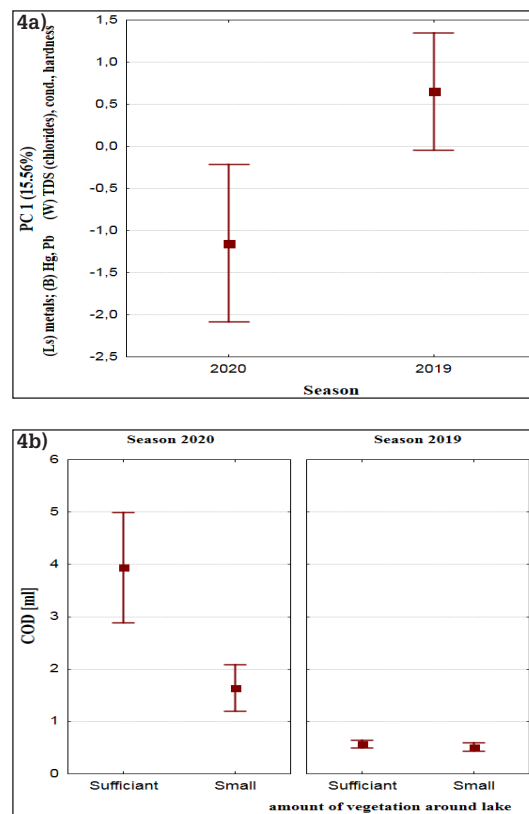 4a)
PC 1 (15.56%)
(Ls) metals; (B) Hg, Pb (W) TDS (chlorides), cond., hardness
1,5
1,0
0,5
0,0
-0,5
-1,0
-1,5
-2,0
-2,5
2020 2019
Season
4b)
Season 2020 Season 2019
COD [ml]
6
5
4
3
2
1
0
Sufficiant Small Sufficiant Small
amount of vegetation around lake